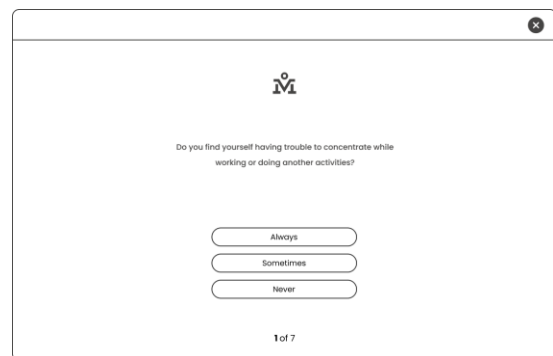 Do you find yourself having trouble to concentrate while
working or doing another activities?
Always
Sometimes
Never
1 of 7